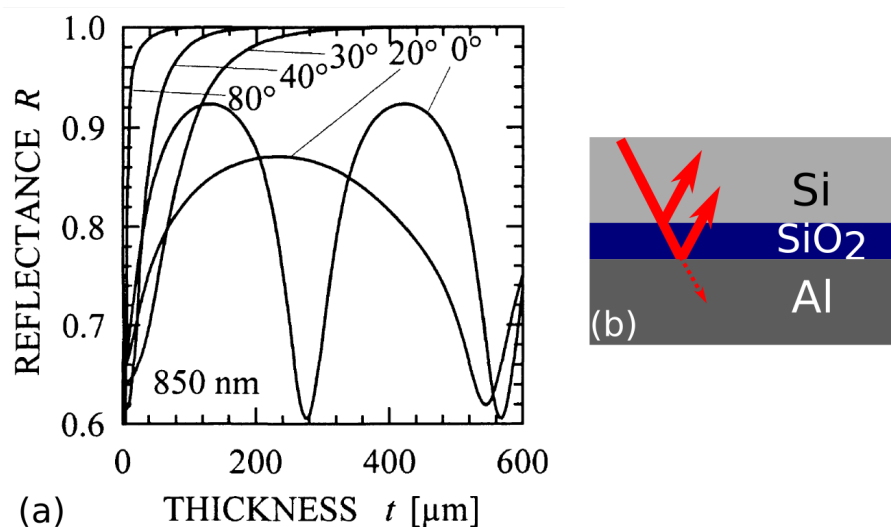 1.0
0.9
0.8
0.7
0.6
REFLECTANCE R
80°
40°
30°
20°
0°
850 nm
0
200
400
600
(a) THICKNESS t [µm]
Si
SiO2
Al
(b)